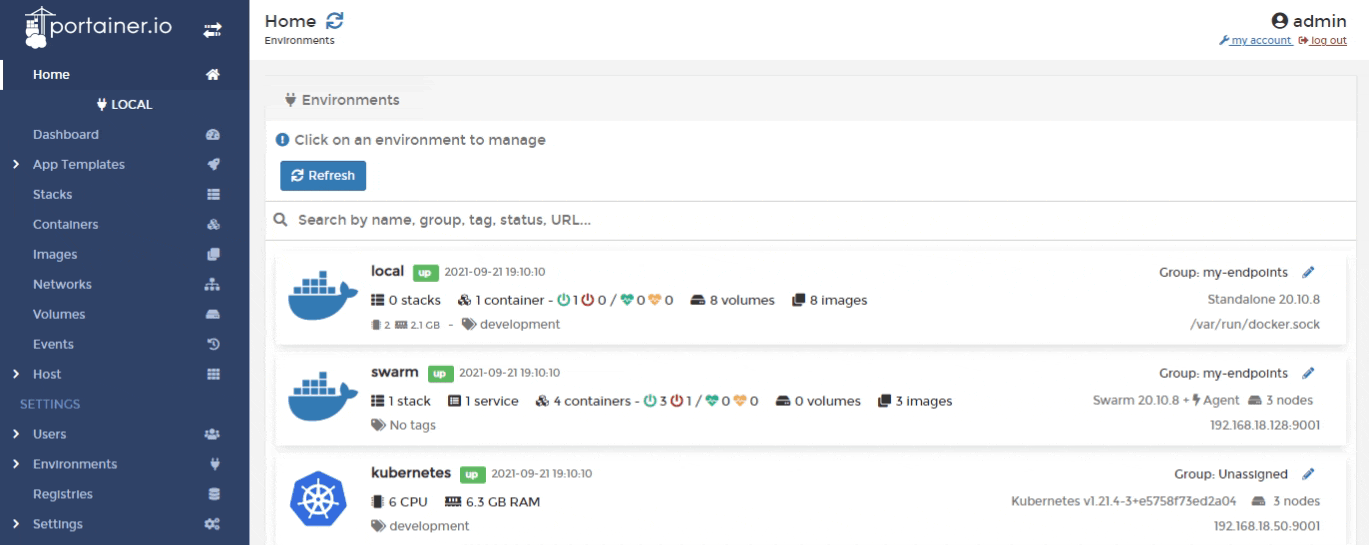 portainer.io
Home
LOCAL
Dashboard
App Templates
Stacks
Containers
Images
Networks
Volumes
Events
Host
SETTINGS
Users
Environments
Registries
Settings
Home
Environments
admin
my account log out
Environments
Click on an environment to manage
Refresh
Search by name, group, tag, status, URL...
local up 2021-09-21 19:10:10 Group: my-endpoints
0 stacks 1 container - 1 0 / 0 0 8 volumes 8 images Standalone 20.10.8
2 2.1 GB - development /var/run/docker.sock
swarm up 2021-09-21 19:10:10 Group: my-endpoints
1 stack 1 service 4 containers - 3 1 / 0 0 0 volumes 3 images Swarm 20.10.8 + Agent 3 nodes
No tags 192.168.18.128:9001
kubernetes up 2021-09-21 19:10:10 Group: Unassigned
6 CPU 6.3 GB RAM Kubernetes v1.21.4-3+e5758f73ed2a04 3 nodes
development 192.168.18.50:9001